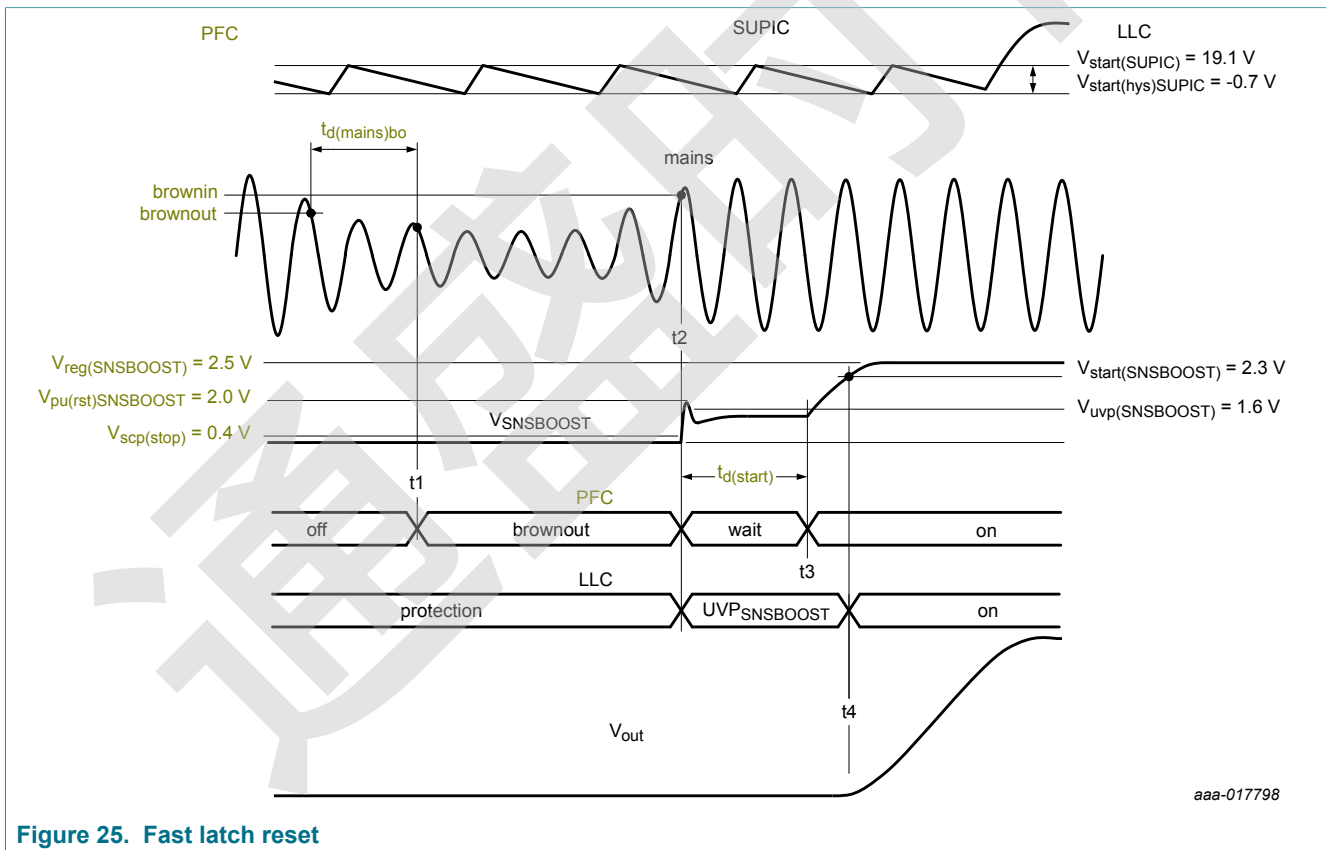 PFC
SUPIC
LLC
Vstart(SUPIC) = 19.1 V
Vstart(hys)SUPIC = -0.7 V
td(mains)bo
mains
brownin
brownout
t2
Vreg(SNSBOOST) = 2.5 V
Vstart(SNSBOOST) = 2.3 V
Vpu(rst)SNSBOOST = 2.0 V
Vuvp(SNSBOOST) = 1.6 V
VSNSBOOST
Vscp(stop) = 0.4 V
td(start)
t1
PFC
off
brownout
wait
on
t3
LLC
protection
UVPSNSBOOST
on
t4
Vout
aaa-017798
Figure 25. Fast latch reset
通盛时